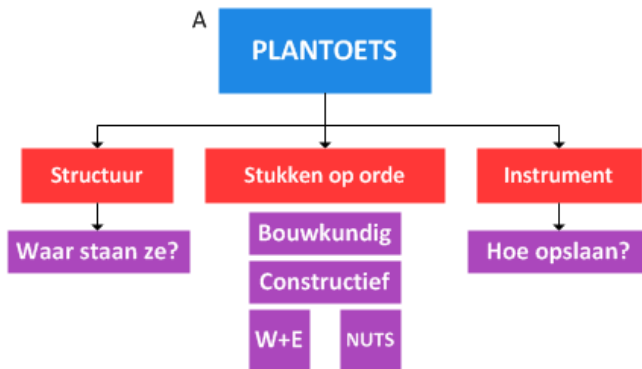 A
PLANTOETS
Structuur
Stukken op orde
Instrument
Waar staan ze?
Bouwkundig
Constructief
W+E
NUTS
Hoe opslaan?